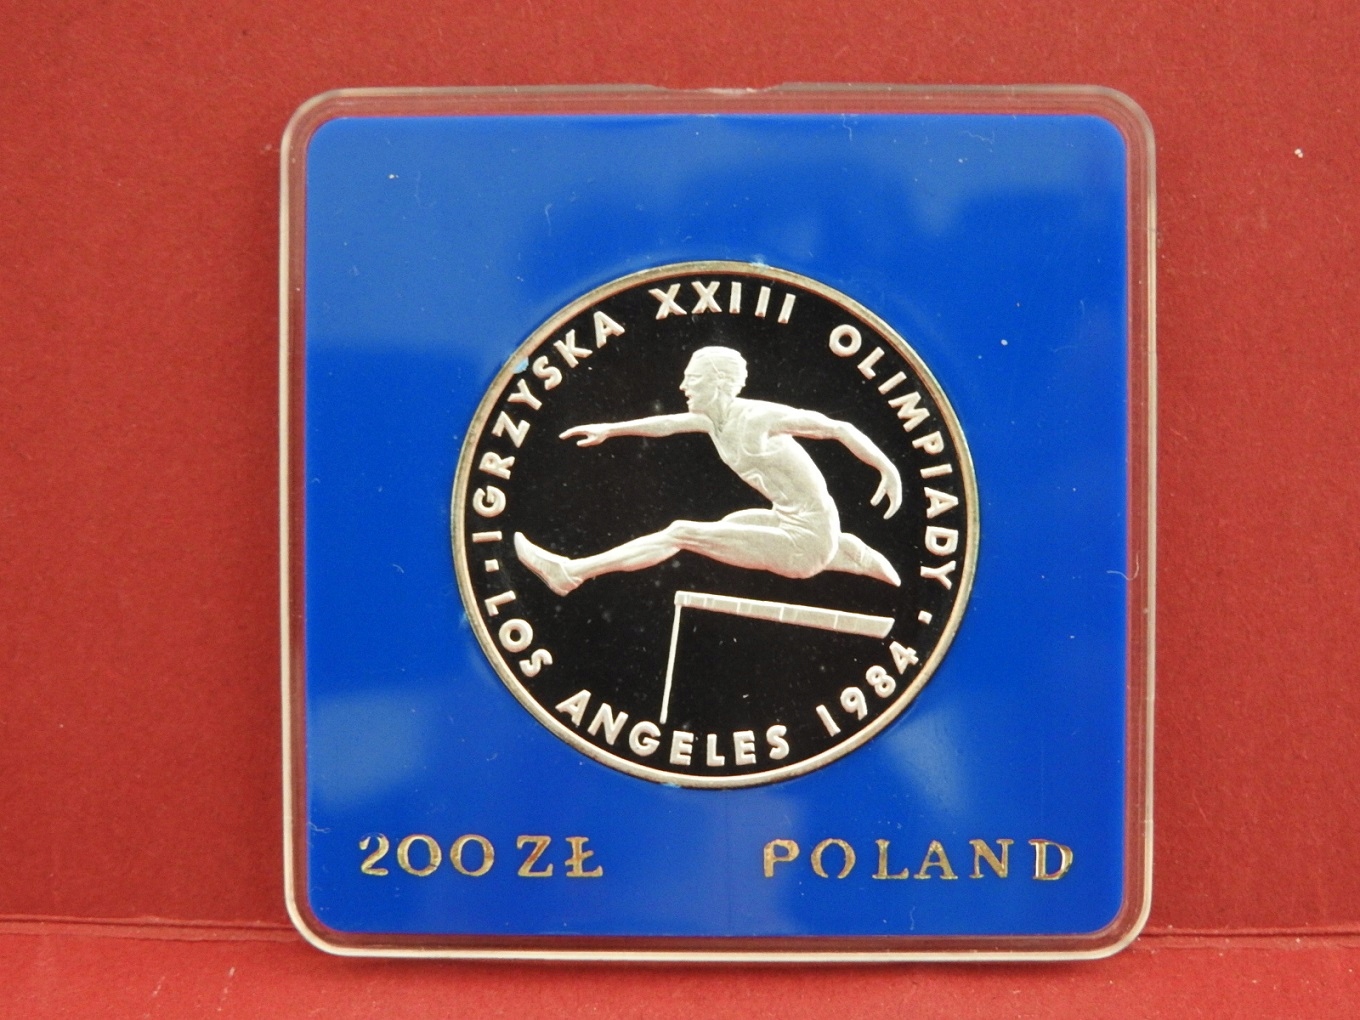 IGRZYSKA XXIII OLIMPIADY ·
· LOS ANGELES 1984
200 ZŁ POLAND